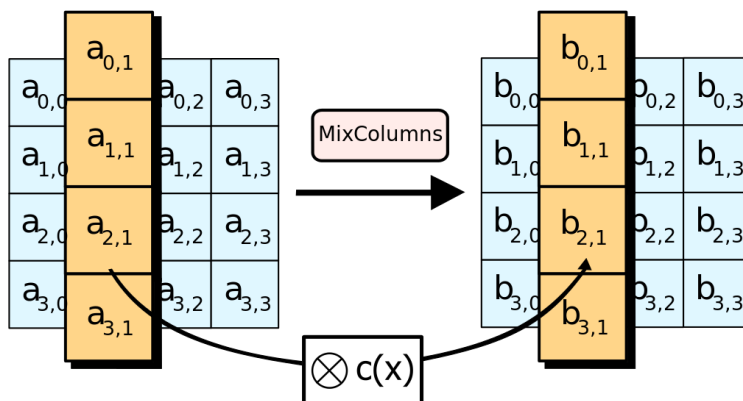 a0,1 b0,1
a0,0 a0,2 a0,3 b0,0 b0,2 b0,3
MixColumns
a1,1 b1,1
a1,0 a1,2 a1,3 b1,0 b1,2 b1,3
a2,1 b2,1
a2,0 a2,2 a2,3 b2,0 b2,2 b2,3
a3,0 a3,2 a3,3 b3,0 b3,2 b3,3
a3,1 b3,1
⊗ c(x)